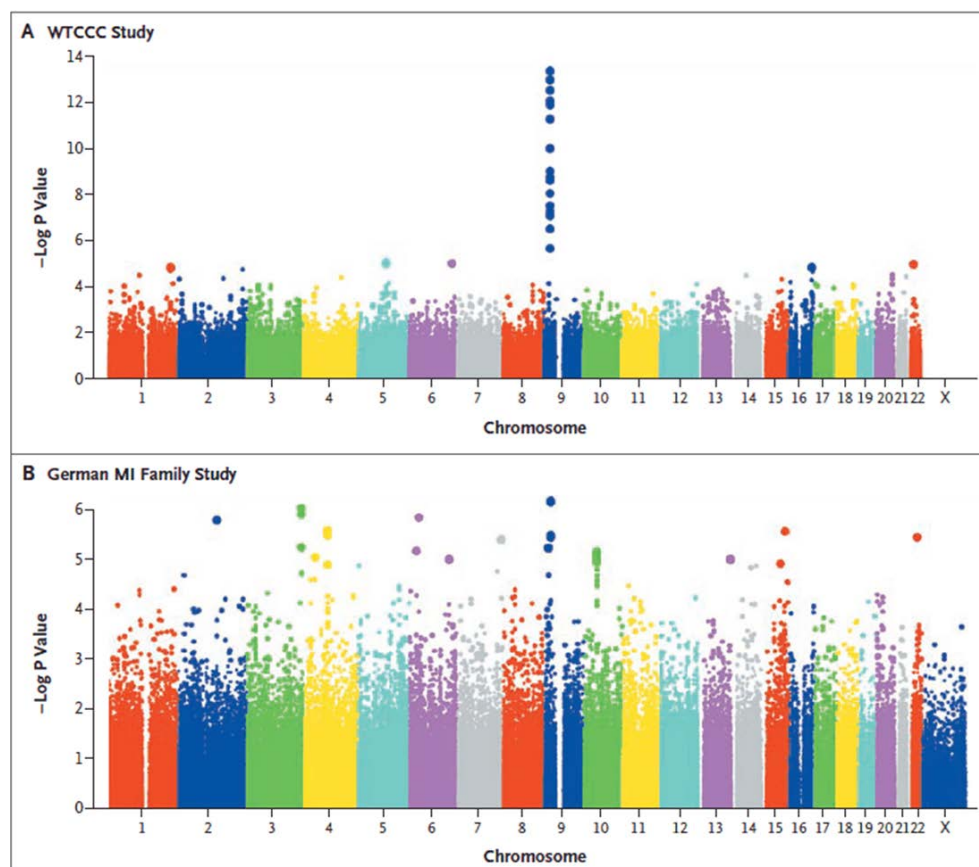 A WTCCC Study
14
12
10
8
6
4
2
0
–Log P Value
1 2 3 4 5 6 7 8 9 10 11 12 13 14 15 16 17 18 19 20 21 22 X
Chromosome
B German MI Family Study
6
5
4
3
2
1
0
–Log P Value
1 2 3 4 5 6 7 8 9 10 11 12 13 14 15 16 17 18 19 20 21 22 X
Chromosome